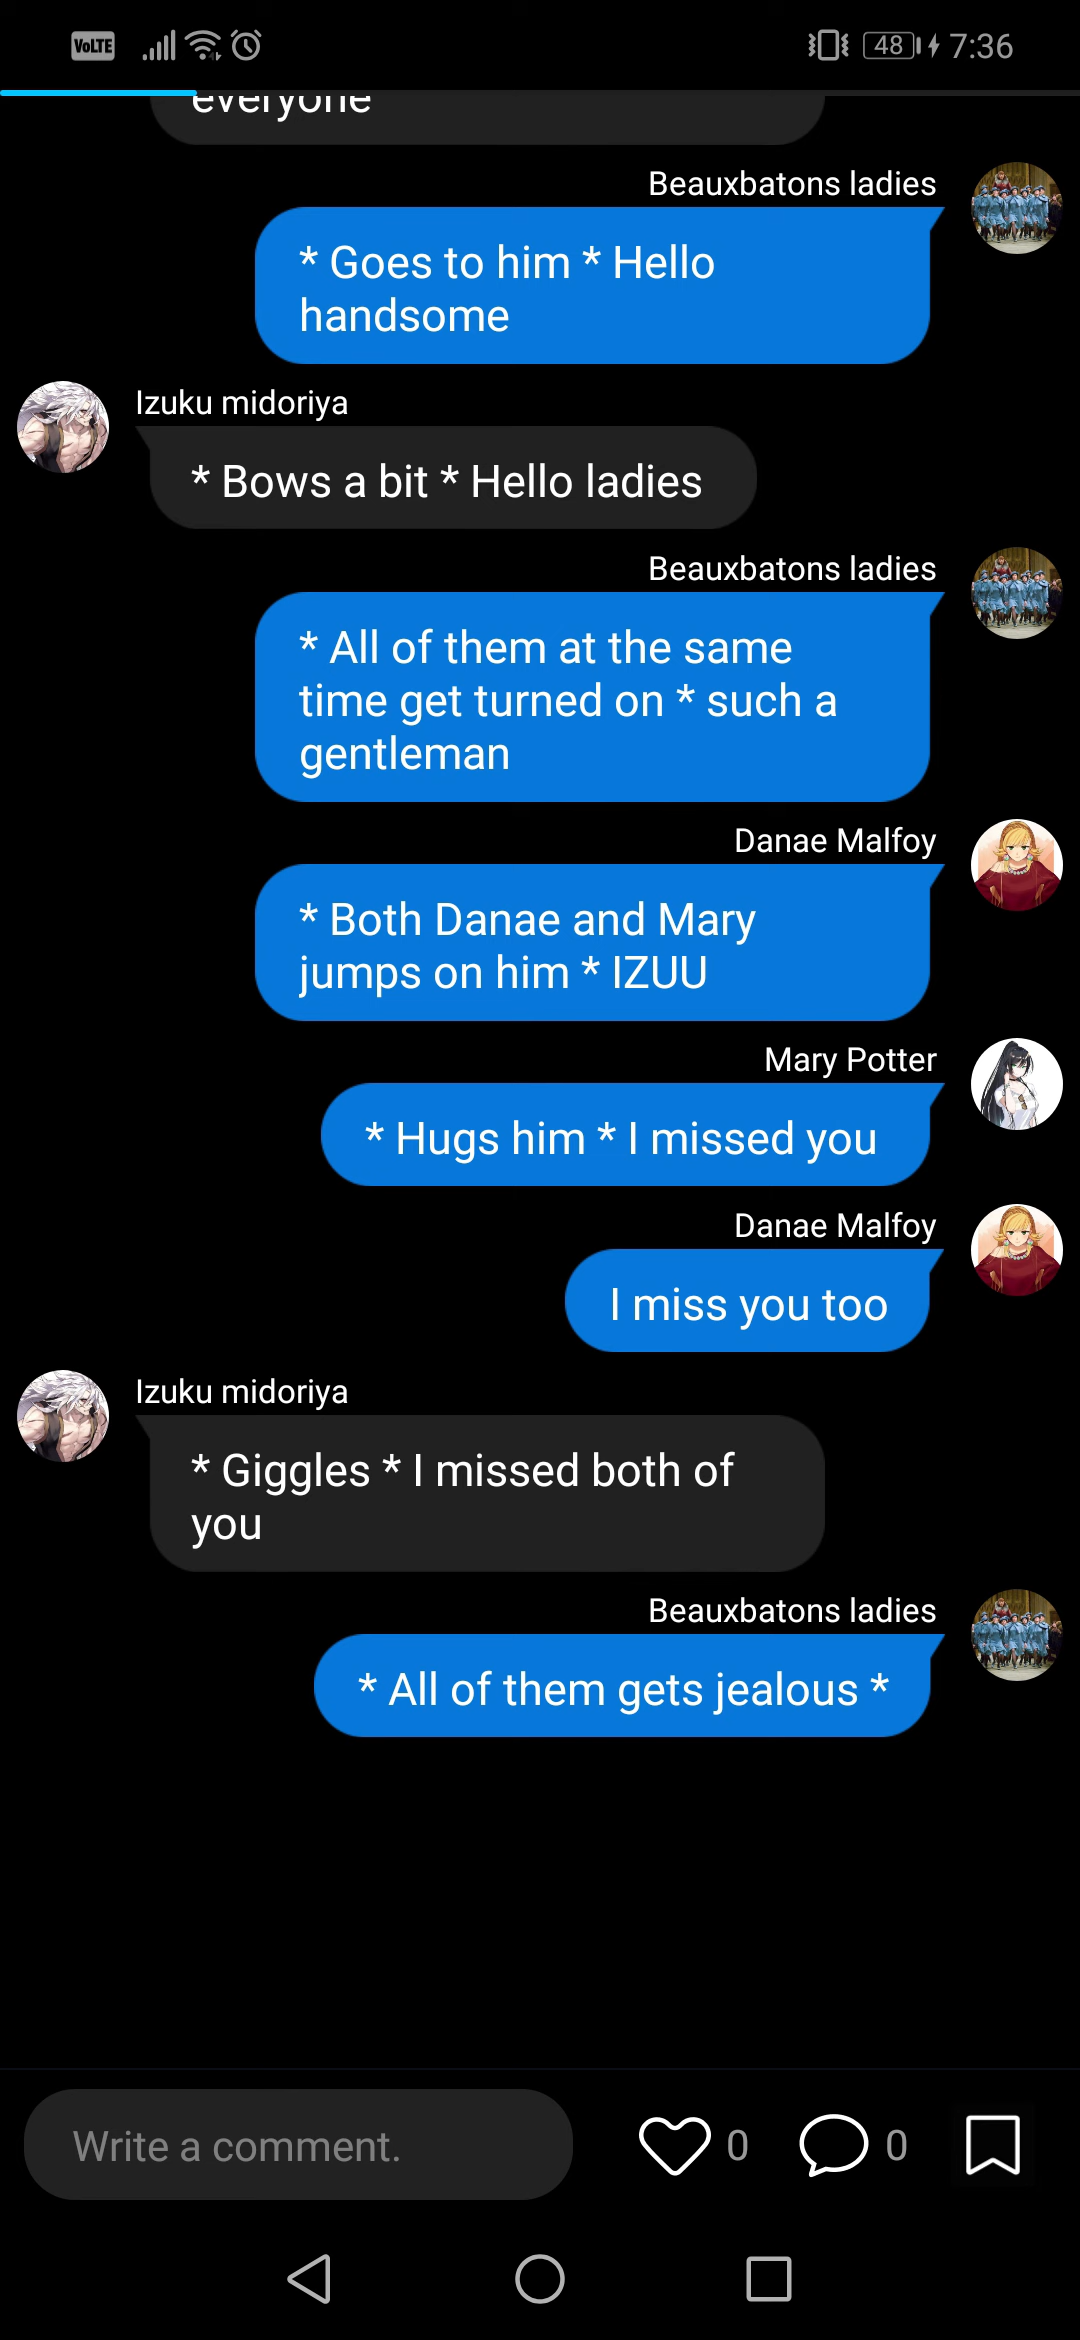 VoLTE 48 7:36
everyone
Beauxbatons ladies
* Goes to him * Hello
handsome
Izuku midoriya
* Bows a bit * Hello ladies
Beauxbatons ladies
* All of them at the same
time get turned on * such a
gentleman
Danae Malfoy
* Both Danae and Mary
jumps on him * IZUU
Mary Potter
* Hugs him * I missed you
Danae Malfoy
I miss you too
Izuku midoriya
* Giggles * I missed both of
you
Beauxbatons ladies
* All of them gets jealous *
Write a comment.
0
0